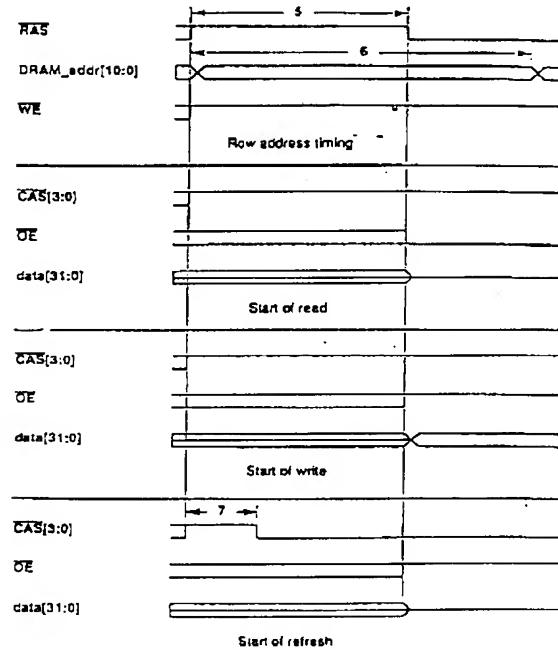 5
RAS
6
DRAM_addr[10:0]
WE
Row address timing
CAS[3:0]
OE
data[31:0]
Start of read
CAS[3:0]
OE
data[31:0]
Start of write
7
CAS[3:0]
OE
data[31:0]
Start of refresh